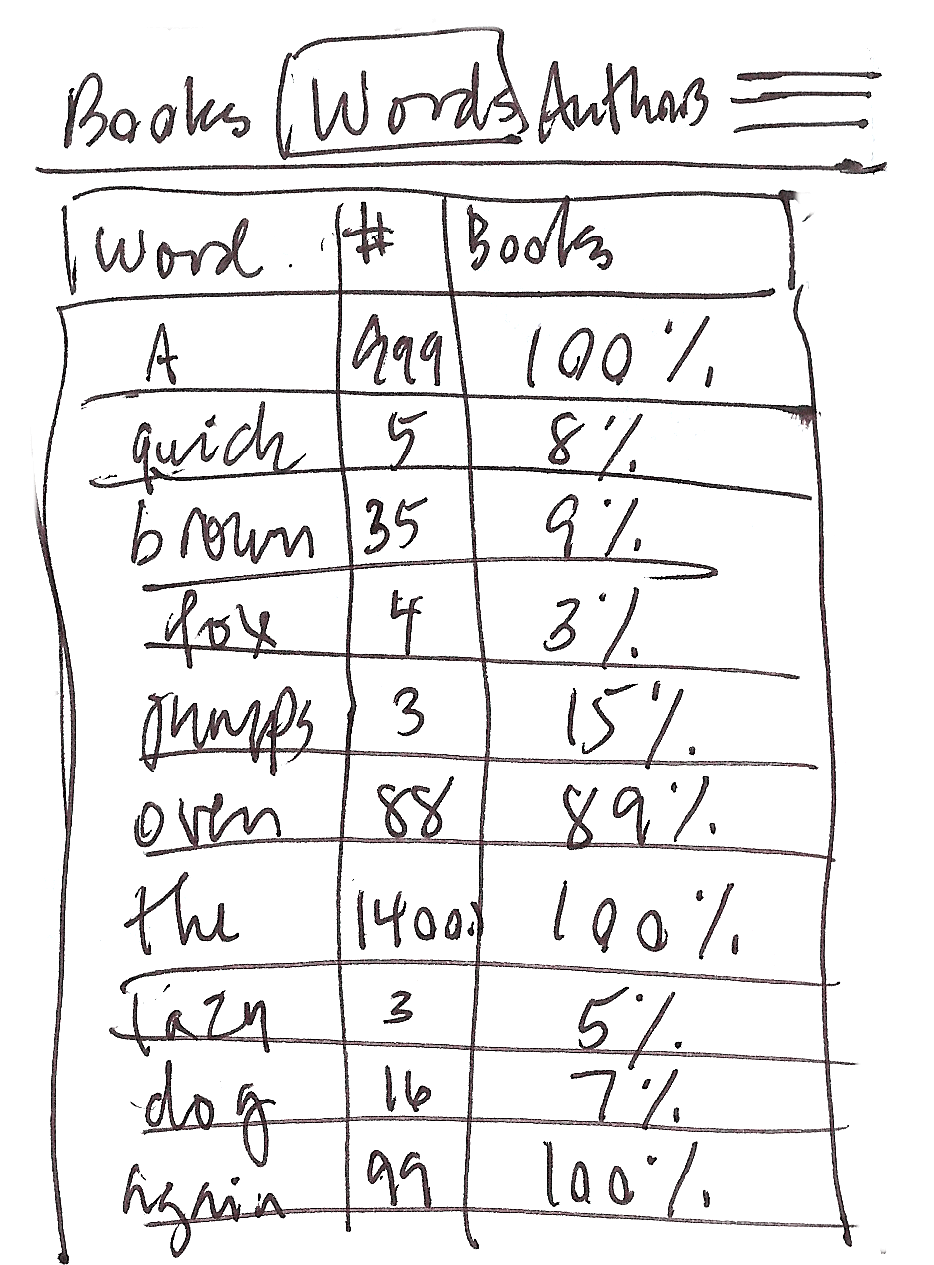 Books Words Authors
Word # Books
A 999 100%
quick 5 8%
brown 35 9%
fox 4 3%
jumps 3 15%
over 88 89%
the 1400 100%
lazy 3 5%
dog 16 7%
again 99 100%